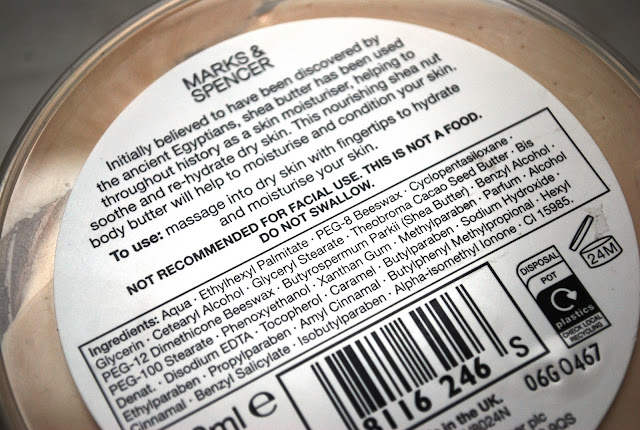 MARKS &
SPENCER
Initially believed to have been discovered by
the ancient Egyptians, shea butter has been used
throughout history as a skin moisturiser, helping to
soothe and re-hydrate dry skin. This nourishing shea nut
body butter will help to moisturise and condition your skin.
To use: massage into dry skin with fingertips to hydrate
and moisturise your skin.
NOT RECOMMENDED FOR FACIAL USE. THIS IS NOT A FOOD.
DO NOT SWALLOW.
Ingredients: Aqua · Ethylhexyl Palmitate · PEG-8 Beeswax · Cyclopentasiloxane ·
Glycerin · Cetearyl Alcohol · Glyceryl Stearate · Theobroma Cacao Seed Butter · Bis
PEG-12 Dimethicone Beeswax · Butyrospermum Parkii (Shea Butter) · Benzyl Alcohol ·
PEG-100 Stearate · Phenoxyethanol · Xanthan Gum · Methylparaben · Parfum · Alcohol
Denat. · Disodium EDTA · Tocopherol · Caramel · Butylparaben · Sodium Hydroxide ·
Ethylparaben · Propylparaben · Amyl Cinnamal · Butylphenyl Methylpropional · Hexyl
Cinnamal · Benzyl Salicylate · Isobutylparaben · Alpha-isomethyl Ionone · CI 15985.
24M
DISPOSAL
POT
plastics
CHECK LOCAL
RECYCLING
06G0467
ml e
8116 246 S
in the UK.
plc